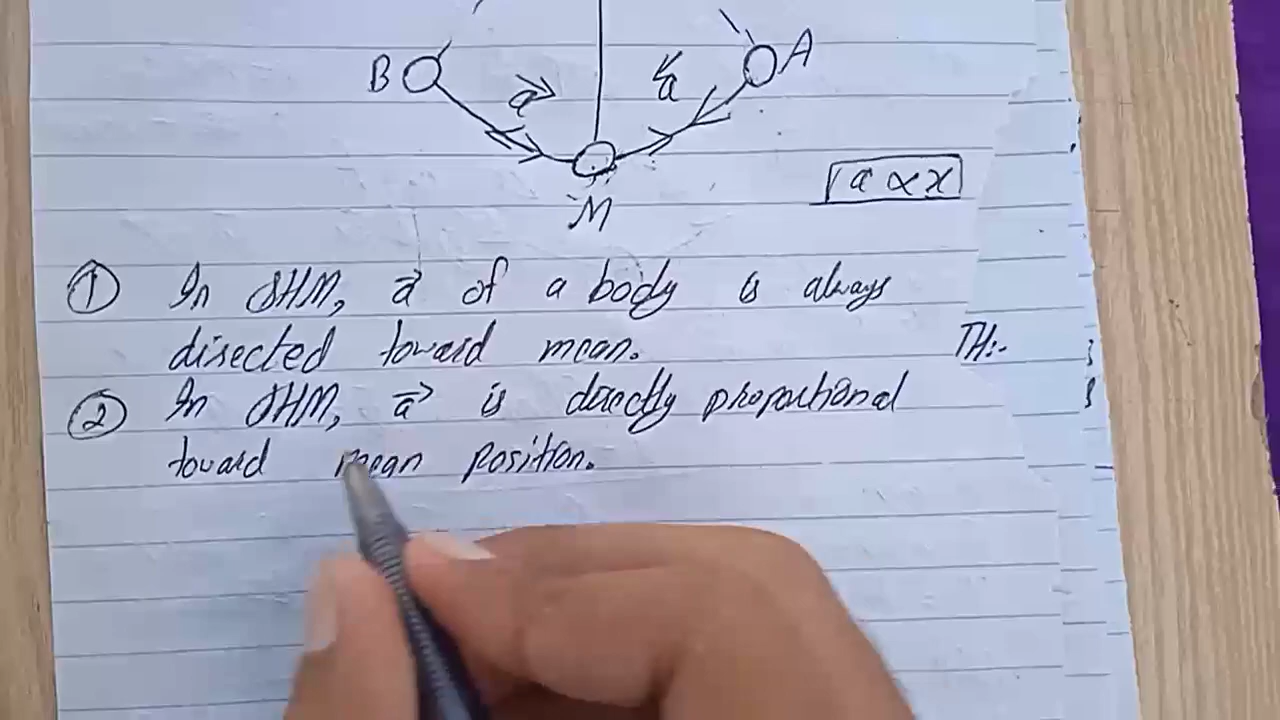 B
a⃗
a⃗
A
M
a ∝ x
① In SHM, a⃗ of a body is always
directed toward mean.
TH:-
② In SHM, a⃗ is directly proportional
toward mean position.